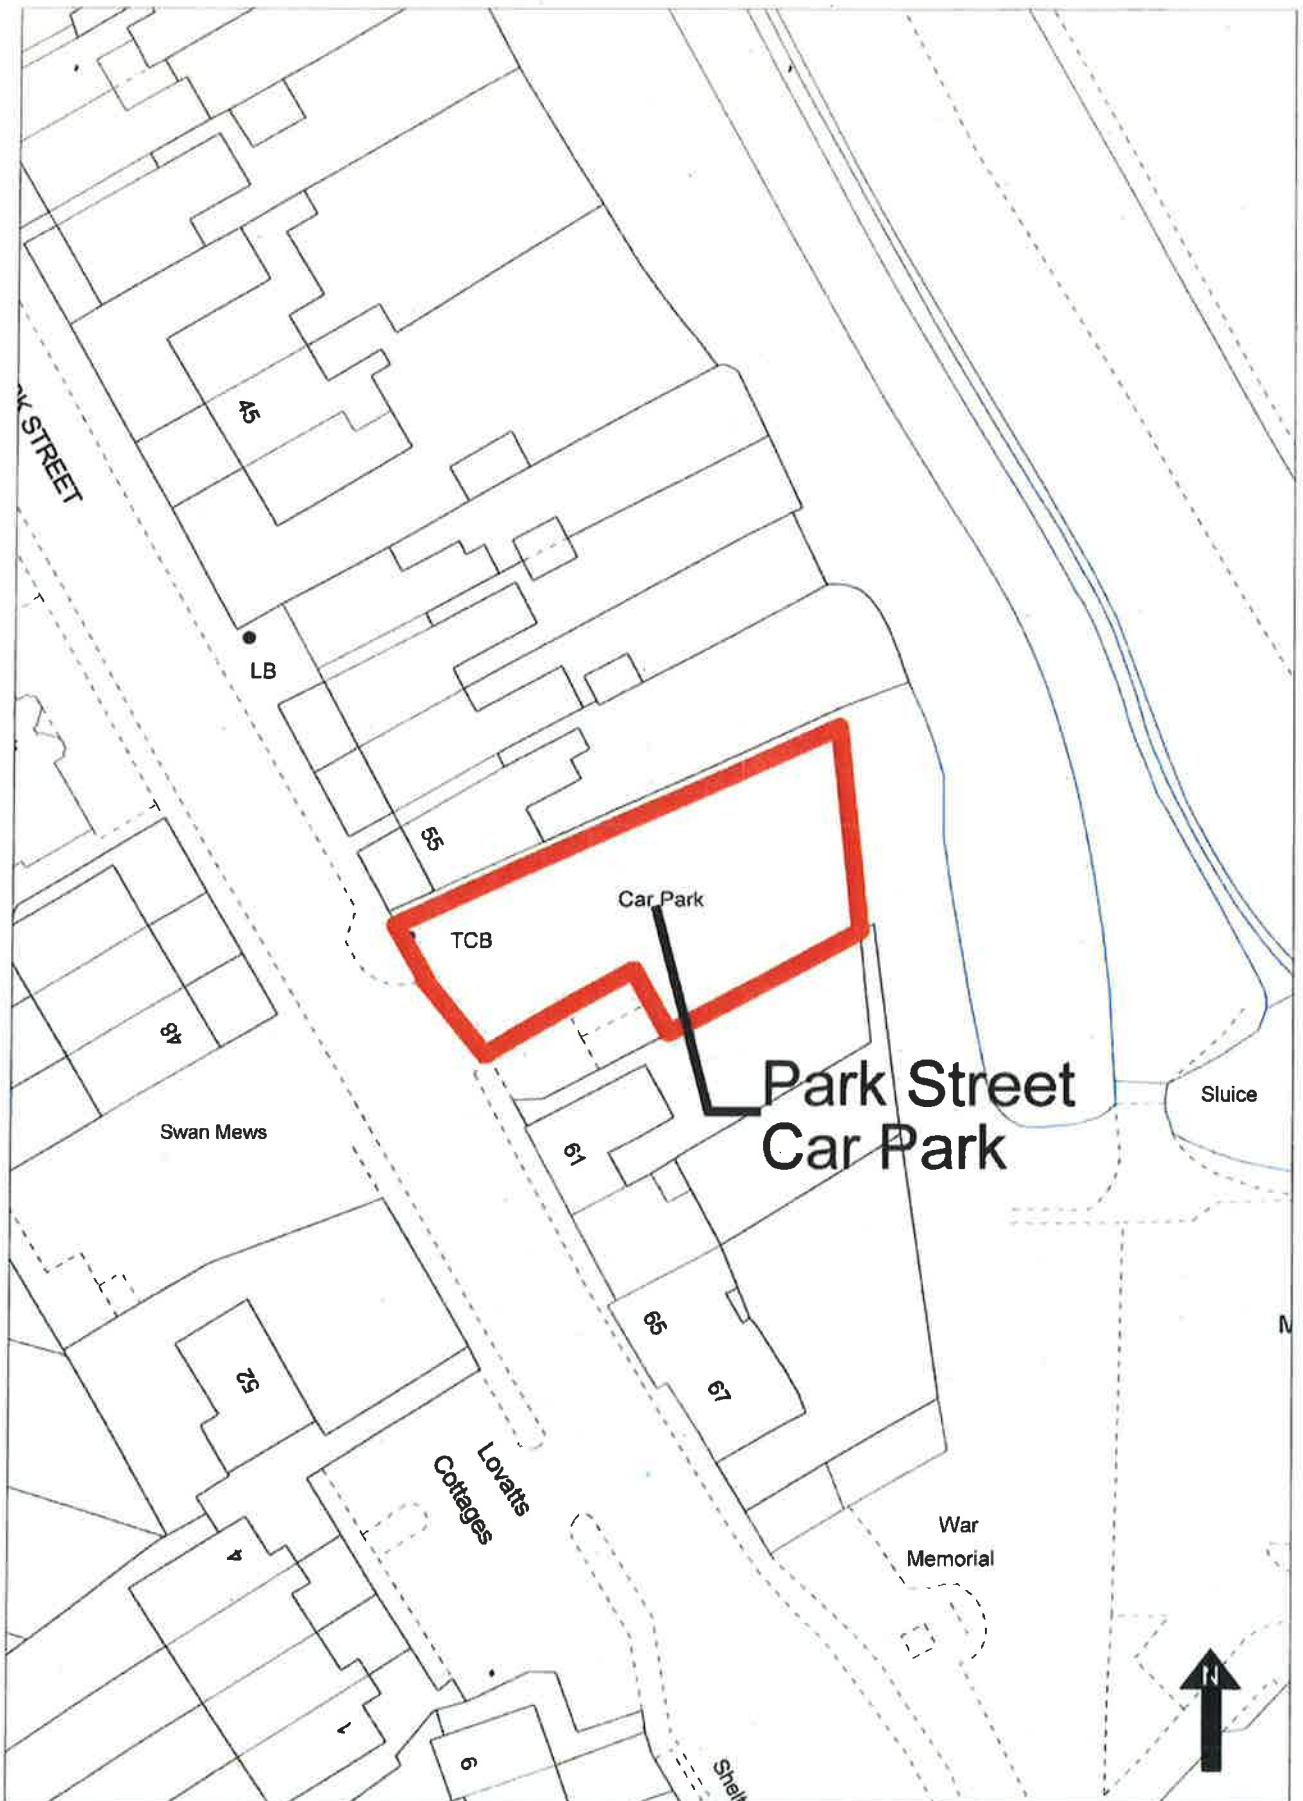 45
STREET
LB
55
Car Park
TCB
48
Park Street
Car Park
Sluice
Swan Mews
61
65
67
52
Lovatts
Cottages
War
Memorial
4
N
1
9